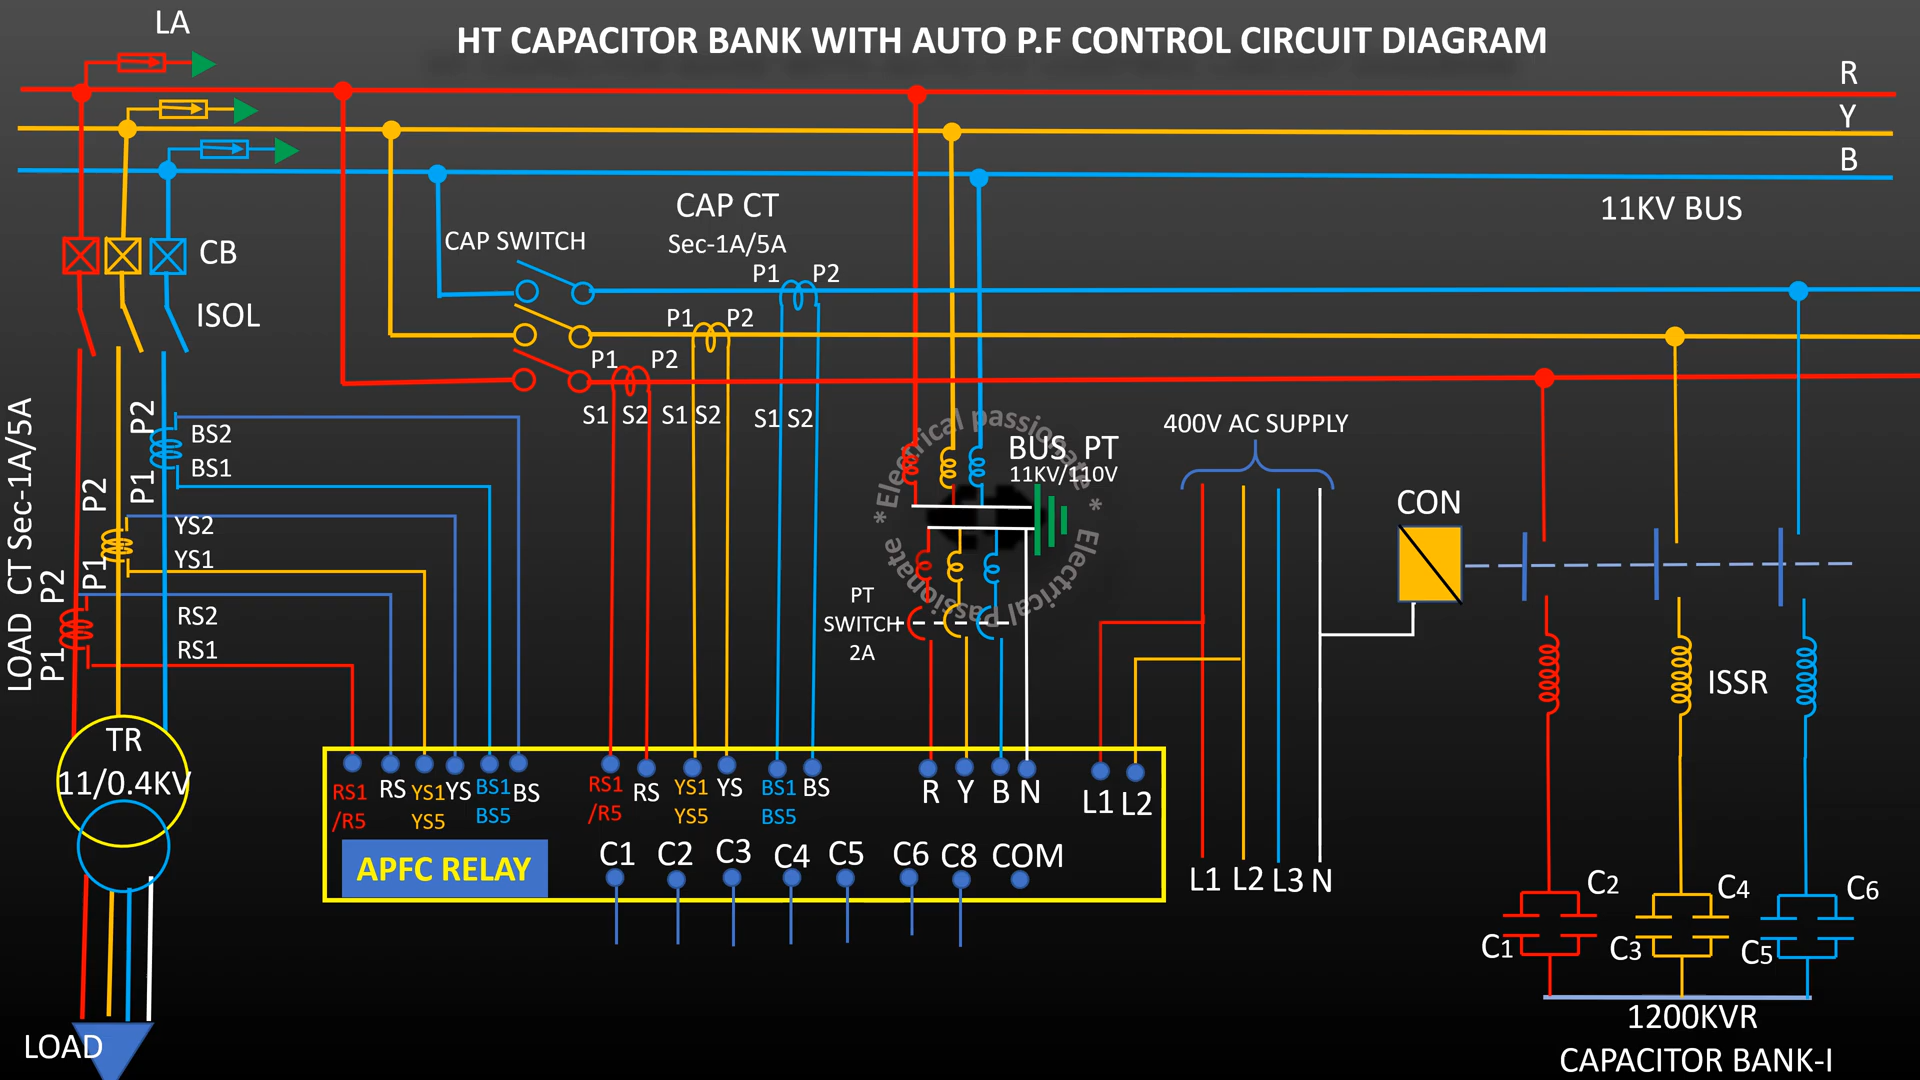 HT CAPACITOR BANK WITH AUTO P.F CONTROL CIRCUIT DIAGRAM
LA
R
Y
B
11KV BUS
CB
ISOL
CAP SWITCH
CAP CT
Sec-1A/5A
P1 P2
P1 P2
P1 P2
S1 S2 S1 S2 S1 S2
LOAD CT Sec-1A/5A
P1 P2
P1 P2
P1 P2
BS2
BS1
YS2
YS1
RS2
RS1
BUS PT
11KV/110V
*Electrical passionate* Electrical Passionate
PT
SWITCH
2A
400V AC SUPPLY
CON
ISSR
TR
11/0.4KV
LOAD
RS1
/R5
RS
YS1
YS5
YS
BS1
BS5
BS
RS1
/R5
RS
YS1
YS5
YS
BS1
BS5
BS
R Y B N
L1 L2
APFC RELAY
C1 C2 C3 C4 C5 C6 C8 COM
L1 L2 L3 N
C2
C1
C4
C3
C6
C5
1200KVR
CAPACITOR BANK-I